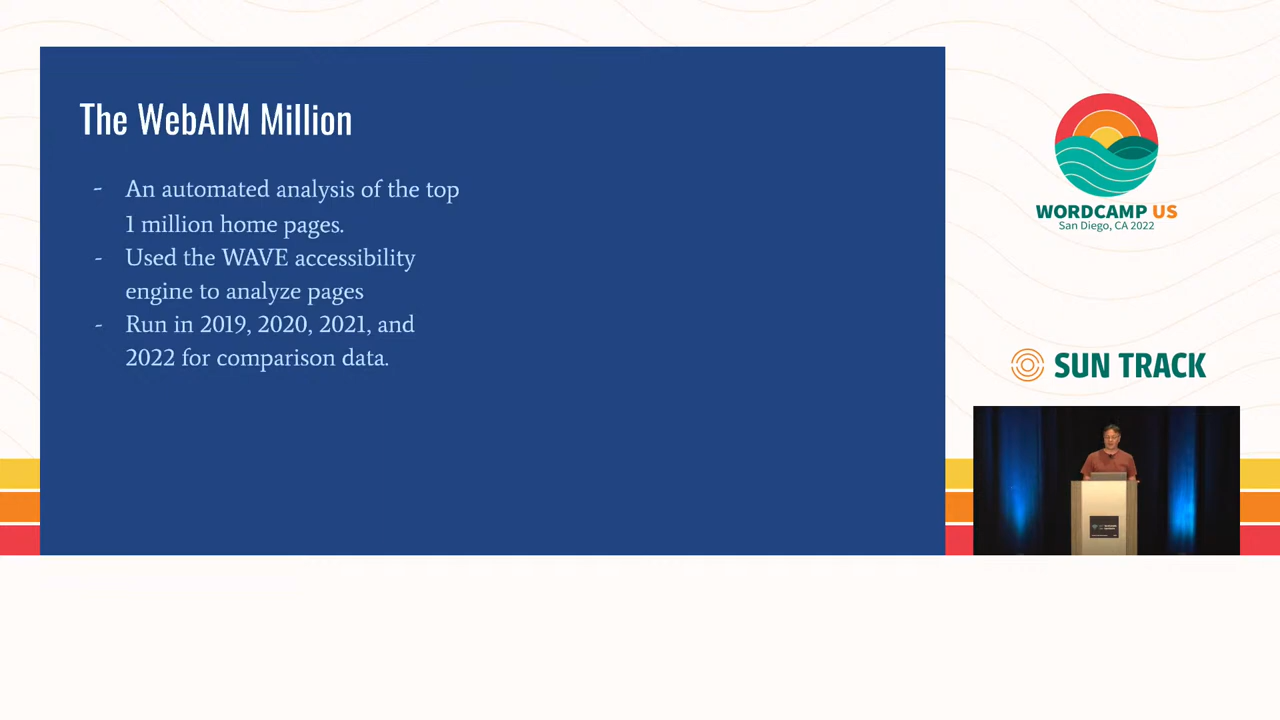 The WebAIM Million
- An automated analysis of the top
1 million home pages.
- Used the WAVE accessibility
engine to analyze pages
- Run in 2019, 2020, 2021, and
2022 for comparison data.
WORDCAMP US
San Diego, CA 2022
SUN TRACK